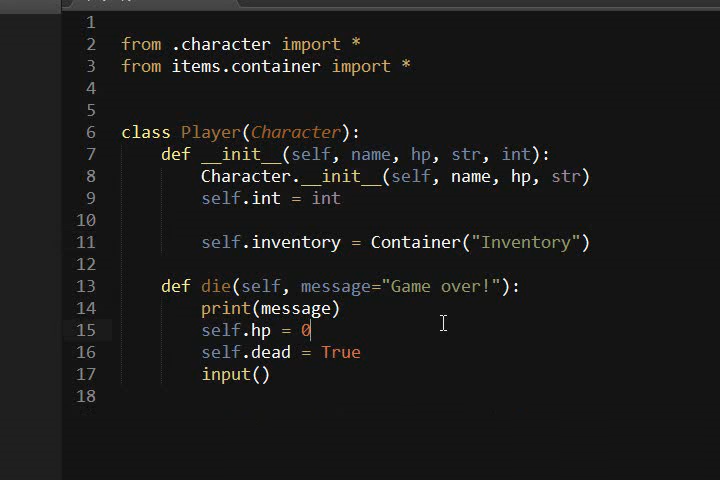 1
2 from .character import *
3 from items.container import *
4
5
6 class Player(Character):
7     def __init__(self, name, hp, str, int):
8         Character.__init__(self, name, hp, str)
9         self.int = int
10
11         self.inventory = Container("Inventory")
12
13     def die(self, message="Game over!"):
14         print(message)
15         self.hp = 0
16         self.dead = True
17         input()
18